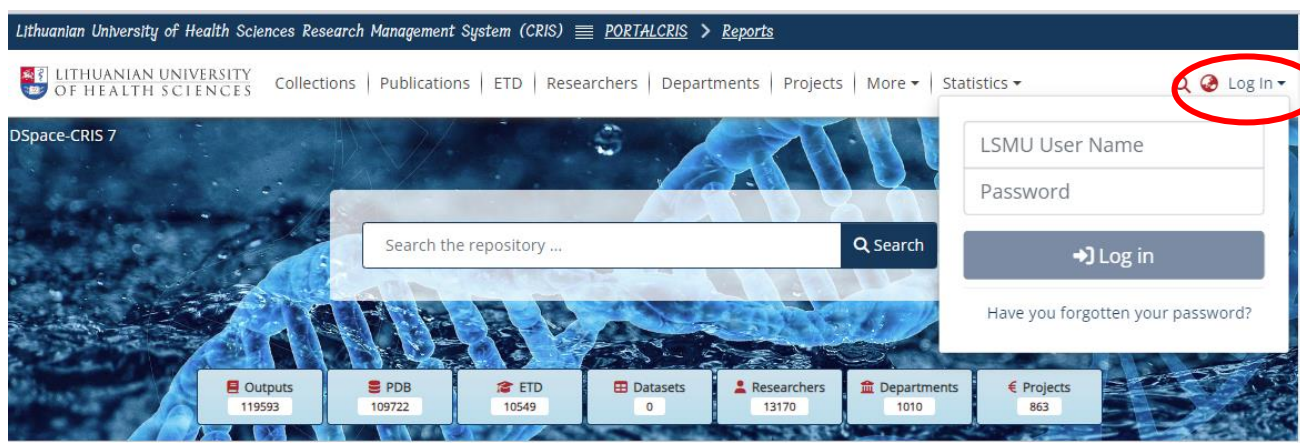 Lithuanian University of Health Sciences Research Management System (CRIS) PORTALCRIS > Reports
LITHUANIAN UNIVERSITY
OF HEALTH SCIENCES
Collections Publications ETD Researchers Departments Projects More Statistics
Log In
DSpace-CRIS 7
LSMU User Name
Password
Search the repository ...
Search
Log in
Have you forgotten your password?
Outputs PDB ETD Datasets Researchers Departments € Projects
119593 109722 10549 0 13170 1010 863